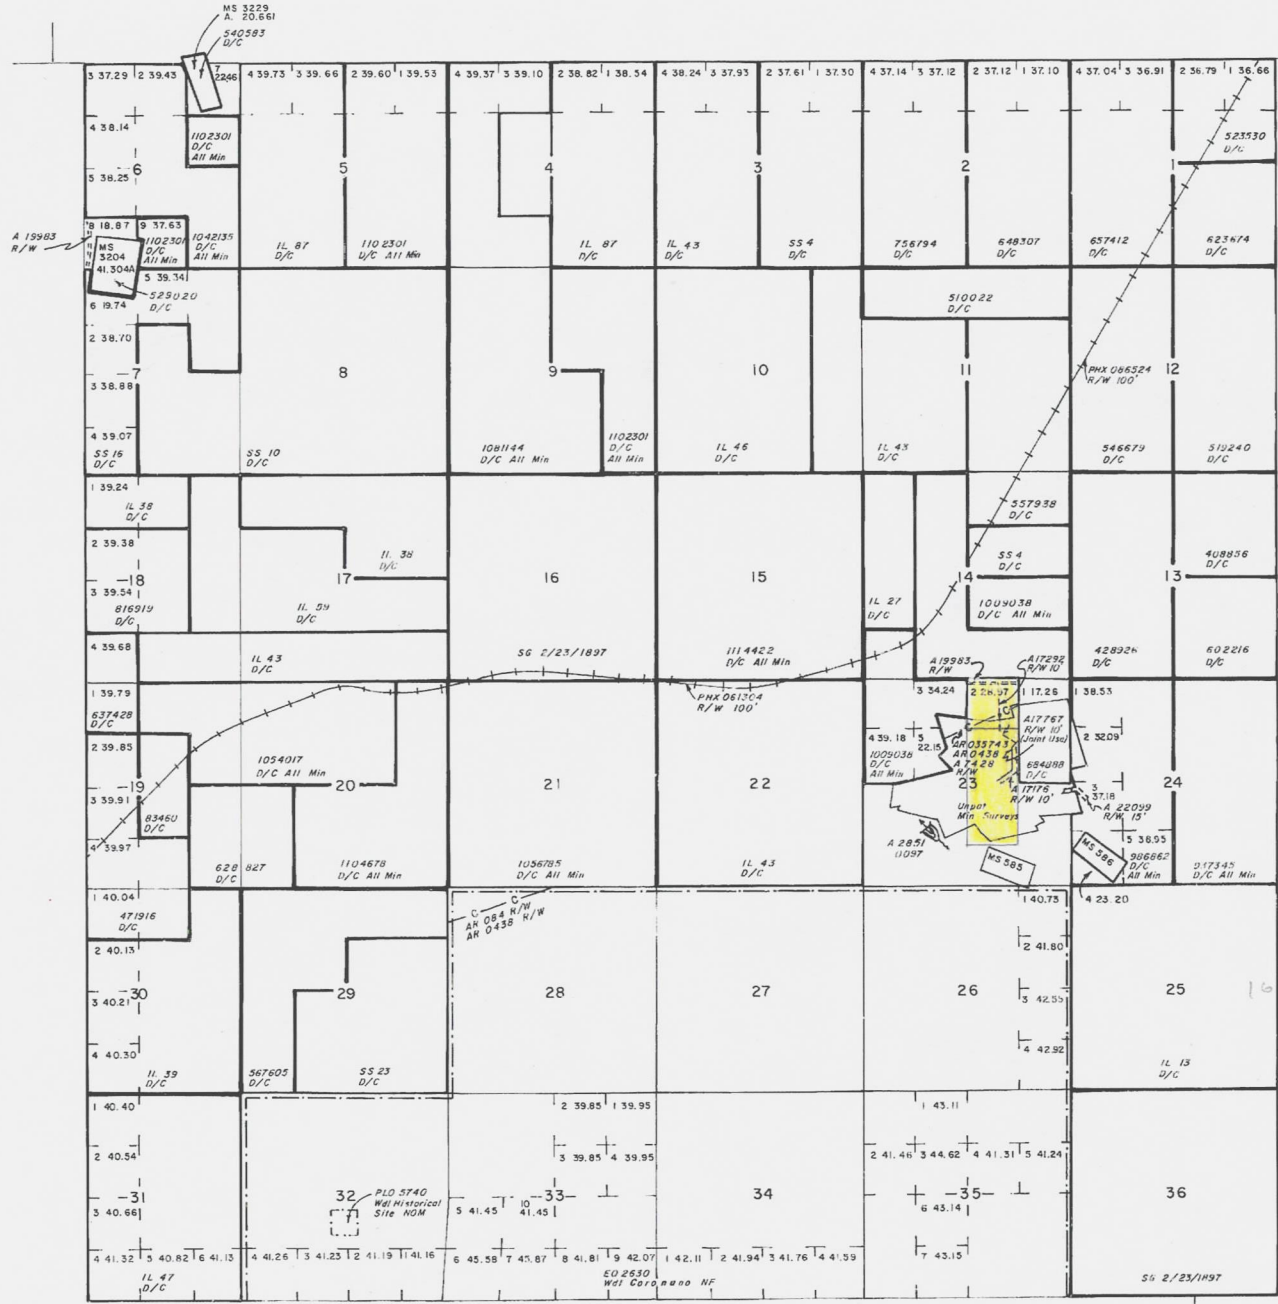 MS 3229
A. 20.661
540583
D/C
3 37.29 2 39.43 7 4 39.73 3 39.66 2 39.60 1 39.53 4 39.37 3 39.10 2 38.82 1 38.54 4 38.24 3 37.93 2 37.61 1 37.30 4 37.14 3 37.12 2 37.12 1 37.10 4 37.04 3 36.91 2 36.79 1 36.66
22.46
4 38.14
1102301
D/C
All Min
523530
D/C
6 5 4 3 2 1
5 38.25
A 19983
R/W
8 18.87 9 37.63
MS
3204
41.304A
1102301
D/C
All Min
1042135
D/C
All Min
IL 87
D/C
1102301
D/C All Min
IL 87
D/C
IL 43
D/C
SS 4
D/C
756794
D/C
648307
D/C
657412
D/C
623674
D/C
5 39.34
529020
D/C
6 19.74
510022
D/C
2 38.70
7 8 9 10 11 12
3 38.88
PHX 086524
R/W 100'
4 39.07
SS 16
D/C
SS 10
D/C
1081144
D/C All Min
1102301
D/C
All Min
IL 46
D/C
IL 43
D/C
546679
D/C
519240
D/C
1 39.24
IL 38
D/C
557938
D/C
2 39.38
IL 38
D/C
SS 4
D/C
408856
D/C
18 17 16 15 14 13
3 39.54
816919
D/C
IL 59
D/C
IL 27
D/C
1009038
D/C All Min
4 39.68
IL 43
D/C
SG 2/23/1897
1114422
D/C All Min
428926
D/C
602216
D/C
A 19983
R/W
A 17292
R/W 10'
1 39.79
637428
D/C
PHX 061304
R/W 100'
3 34.24 2 28.97 1 17.26 1 38.53
2 39.85
4 39.18 5
22.15
1009038
D/C
All Min
AR 035743
AR 0438
A 7428
R/W
A17767
R/W 10'
(Joint Use)
684888
D/C
2 32.09
1054017
D/C All Min
19 20 21 22 23 24
3 39.91
83460
D/C
A 17176
R/W 10'
3
37.18
A 22099
R/W 15'
Unpat
Min Surveys
4 39.97
A 2851
MS 585
MS 586
5 38.95
986862
D/C
All Min
628 827
D/C
1104678
D/C All Min
1056785
D/C All Min
IL 43
D/C
D/C All Min
4 23.20
1 40.04
471916
D/C
C C
AR 084 R/W
AR 0438 R/W
1 40.73
2 40.13
2 41.80
30 29 28 27 26 25
3 40.21
3 42.55
16
4 40.30
4 42.92
IL 39
D/C
567605
D/C
SS 23
D/C
IL 13
D/C
1 40.40
2 39.85 1 39.95
1 43.11
2 40.54
3 39.85 4 39.95
2 41.46 3 44.62 4 41.31 5 41.24
31 32 33 34 35 36
PLO 5740
Wdl Historical
Site NOM
3 40.66
5 41.45 10
41.45
6 43.14
4 41.32 5 40.82 6 41.13 4 41.26 3 41.23 2 41.19 1 41.16 6 45.58 7 45.87 8 41.81 9 42.07 1 42.11 2 41.94 3 41.76 4 41.59 7 43.15
IL 47
D/C
EO 2630
Wdl Coronano NF
SG 2/23/1897